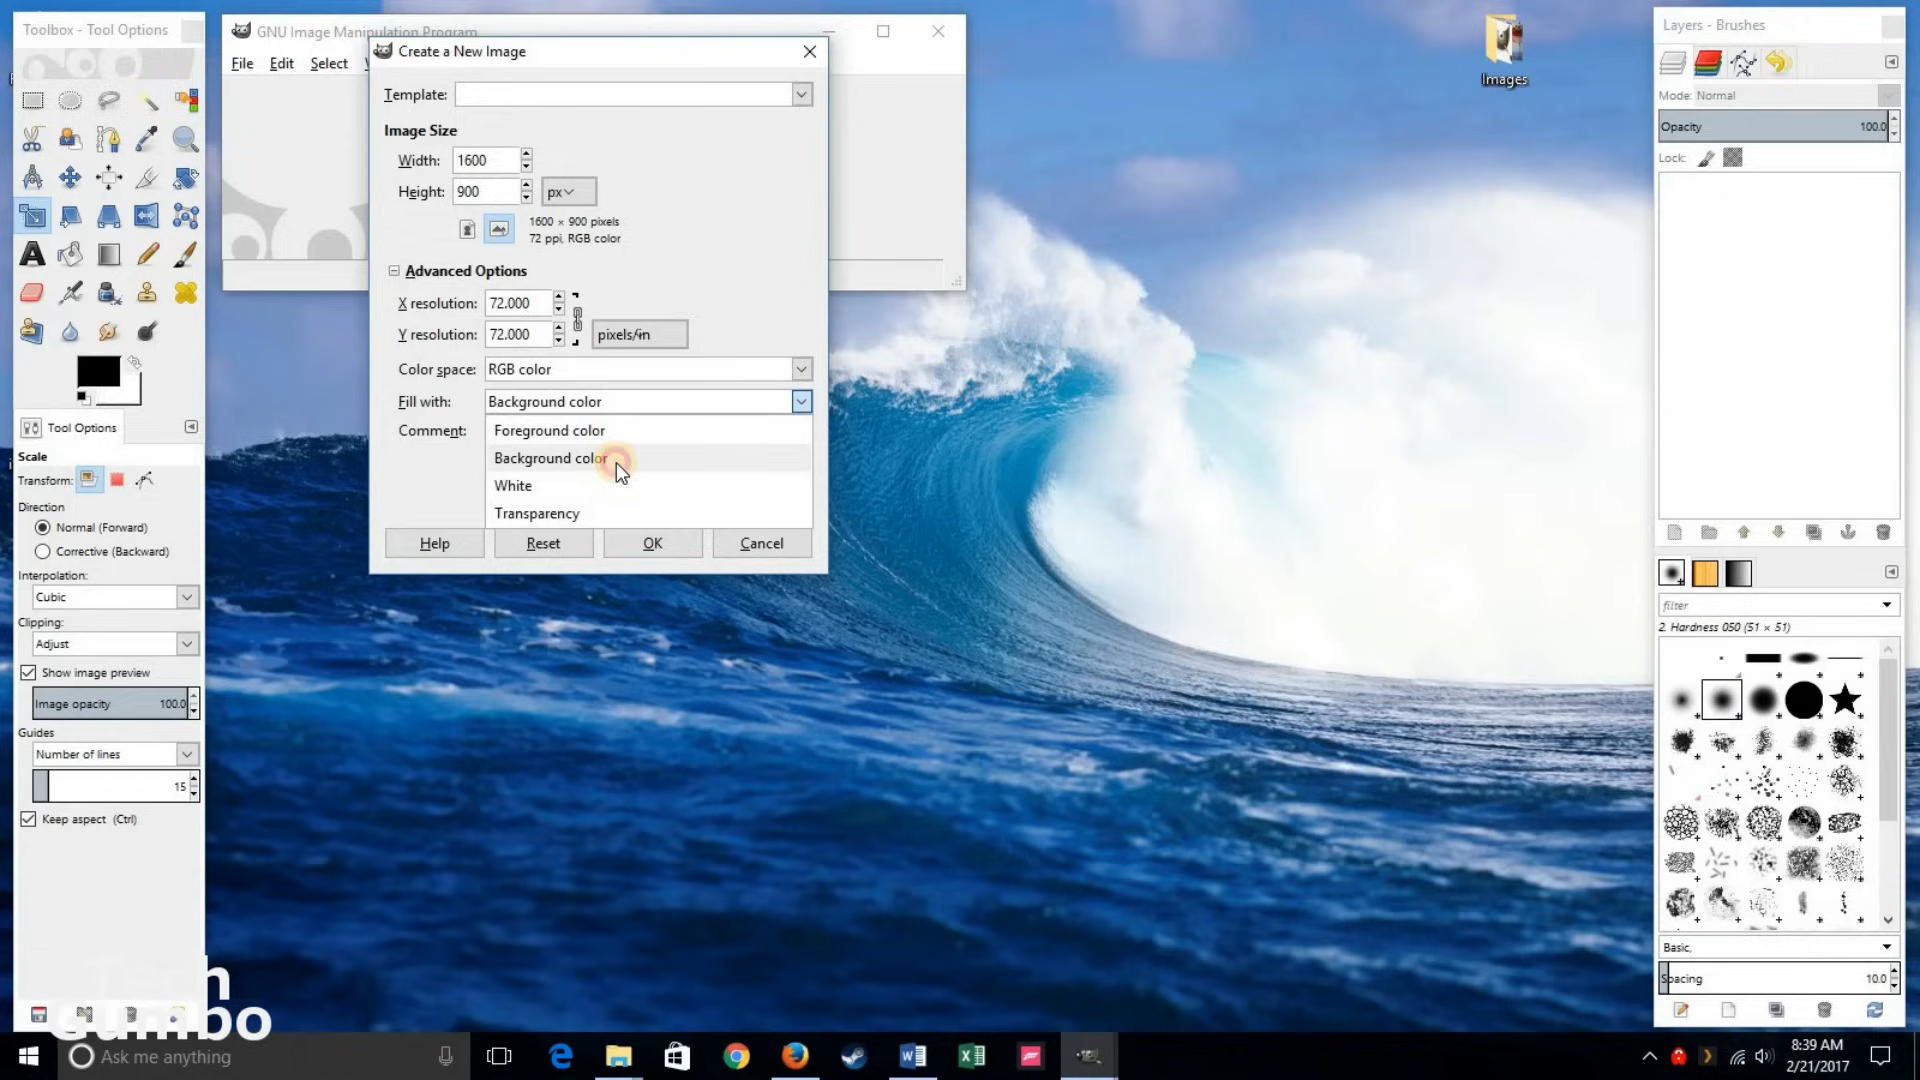 Toolbox - Tool Options
GNU Image Manipulation Program
File Edit Select
Create a New Image
Template:
Image Size
Width: 1600
Height: 900 px
1600 × 900 pixels
72 ppi, RGB color
Advanced Options
X resolution: 72.000
Y resolution: 72.000 pixels/in
Color space: RGB color
Fill with: Background color
Comment:
Foreground color
Background color
White
Transparency
Help Reset OK Cancel
Images
Layers - Brushes
Mode: Normal
Opacity 100.0
Lock:
filter
2. Hardness 050 (51 × 51)
Basic,
Spacing 10.0
Tool Options
Scale
Transform:
Direction
Normal (Forward)
Corrective (Backward)
Interpolation:
Cubic
Clipping:
Adjust
Show image preview
Image opacity 100.0
Guides
Number of lines
15
Keep aspect (Ctrl)
Gumbo
Ask me anything
8:39 AM
2/21/2017